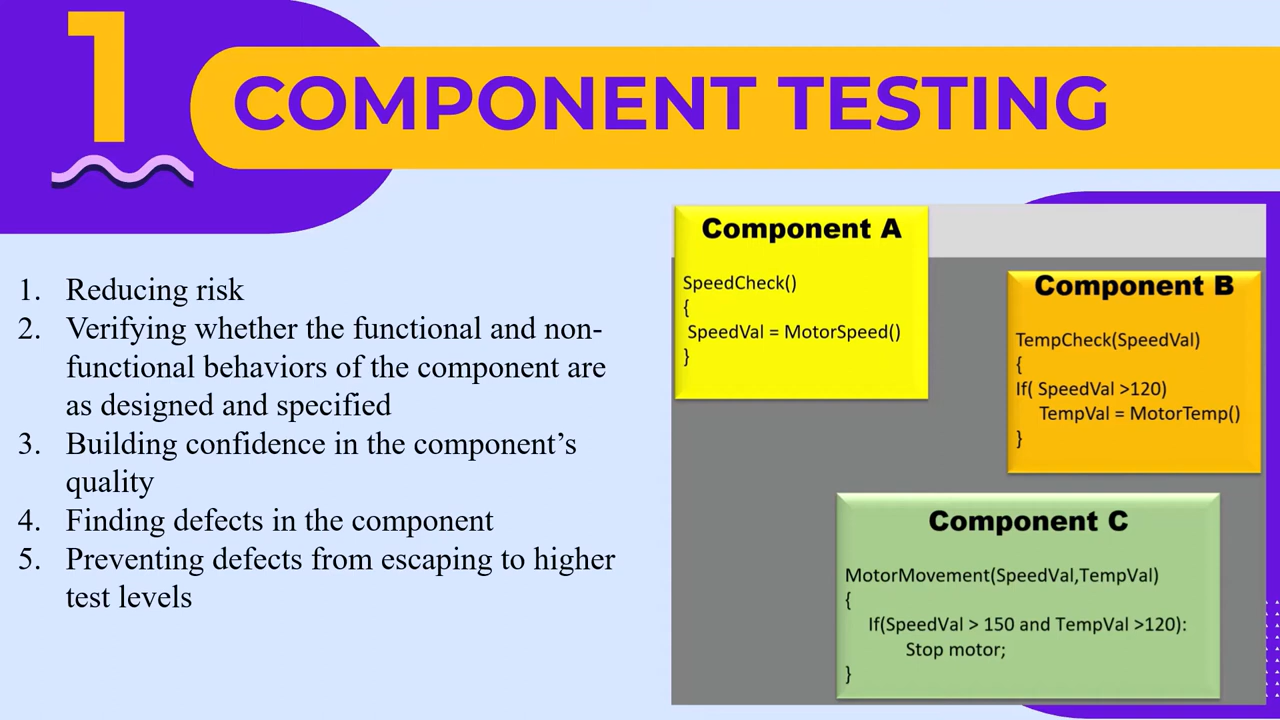 1
COMPONENT TESTING
1. Reducing risk
2. Verifying whether the functional and non-
functional behaviors of the component are
as designed and specified
3. Building confidence in the component’s
quality
4. Finding defects in the component
5. Preventing defects from escaping to higher
test levels
Component A
SpeedCheck()
{
SpeedVal = MotorSpeed()
}
Component B
TempCheck(SpeedVal)
{
If( SpeedVal >120)
TempVal = MotorTemp()
}
Component C
MotorMovement(SpeedVal,TempVal)
{
If(SpeedVal > 150 and TempVal >120):
Stop motor;
}